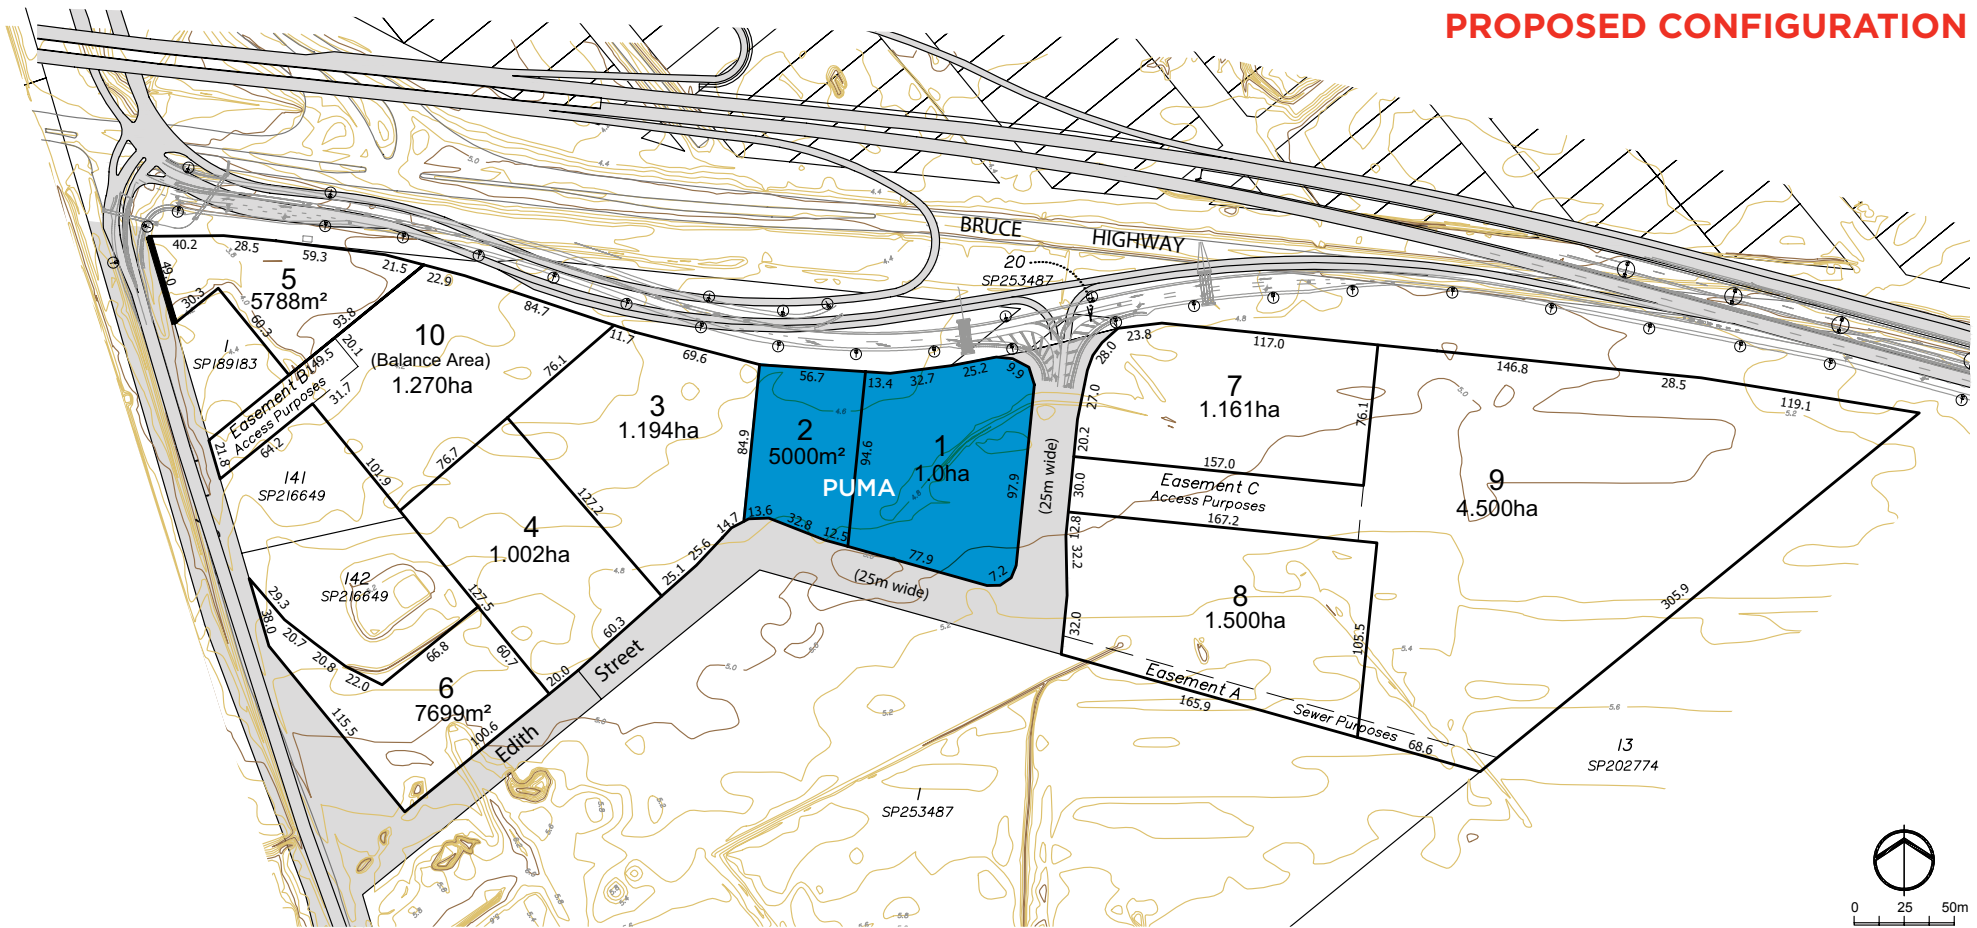 PROPOSED CONFIGURATION
BRUCE HIGHWAY
20
SP253487
40.2
28.5
59.3
21.5
22.9
84.7
11.7
69.6
56.7
13.4
32.7
25.2
9.9
28.0
23.8
117.0
146.8
28.5
119.1
49.0
30.3
60.3
5
5788m²
93.8
1
SP189183
149.5
20.1
31.7
Easement B
Access Purposes
21.8
64.2
10
(Balance Area)
1.270ha
76.1
3
1.194ha
84.9
2
5000m²
94.6
PUMA
1
1.0ha
97.9
27.0
20.2
(25m wide)
7
1.161ha
76.1
157.0
30.0
Easement C
Access Purposes
167.2
9
4.500ha
141
SP216649
101.9
76.7
127.2
4
1.002ha
14.7
13.6
32.8
12.5
77.9
7.2
(25m wide)
25.6
25.1
12.8
32.2
32.0
8
1.500ha
105.5
305.9
142
SP216649
29.3
38.0
20.7
20.8
22.0
66.8
127.5
60.7
60.3
20.0
6
7699m²
115.5
100.6
Edith Street
Easement A
165.9
Sewer Purposes
68.6
13
SP202774
1
SP253487
0 25 50m